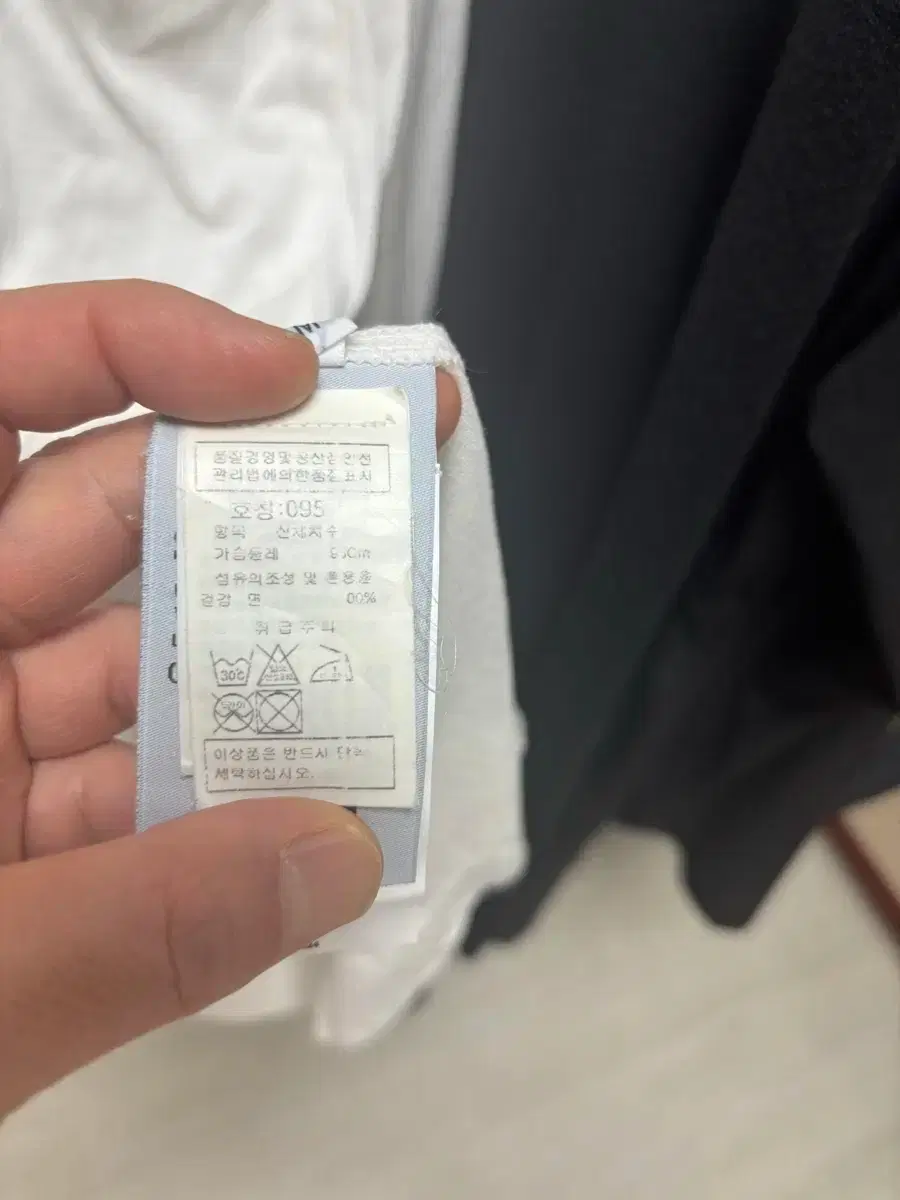 품질경영및공산품안전
관리법에의한품질표시
호칭:095
항목 신체치수
가슴둘레
섬유의조성 및 혼용율
겉감 면 00%
취급주의
30℃
이상품은 반드시 단독
세탁하십시오.